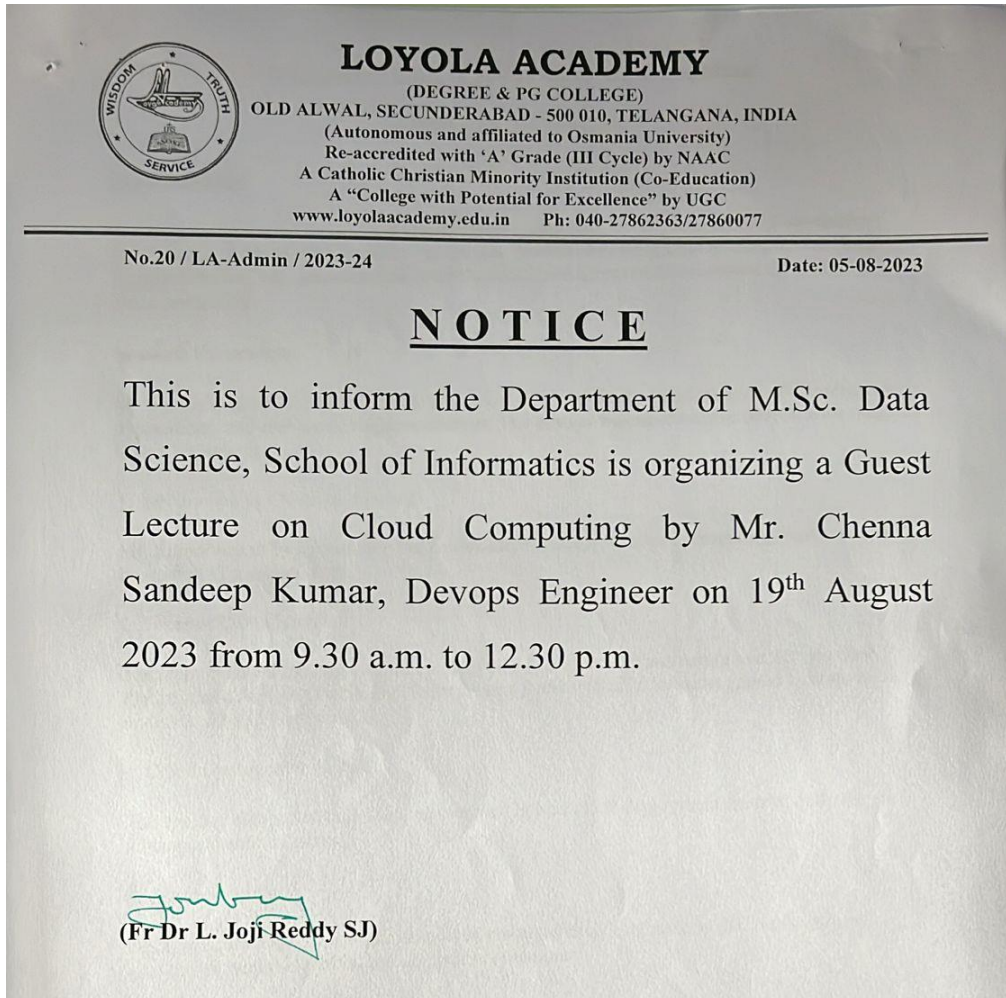 LOYOLA ACADEMY
(DEGREE & PG COLLEGE)
OLD ALWAL, SECUNDERABAD - 500 010, TELANGANA, INDIA
(Autonomous and affiliated to Osmania University)
Re-accredited with ‘A’ Grade (III Cycle) by NAAC
A Catholic Christian Minority Institution (Co-Education)
A “College with Potential for Excellence” by UGC
www.loyolaacademy.edu.in Ph: 040-27862363/27860077
WISDOM TRUTH
SERVICE
No.20 / LA-Admin / 2023-24 Date: 05-08-2023
NOTICE
This is to inform the Department of M.Sc. Data
Science, School of Informatics is organizing a Guest
Lecture on Cloud Computing by Mr. Chenna
Sandeep Kumar, Devops Engineer on 19th August
2023 from 9.30 a.m. to 12.30 p.m.
(Fr Dr L. Joji Reddy SJ)